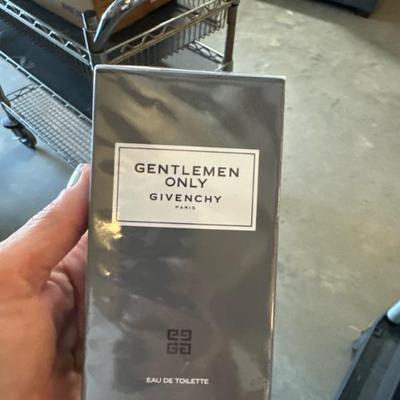 GENTLEMEN
ONLY
GIVENCHY
PARIS
EAU DE TOILETTE